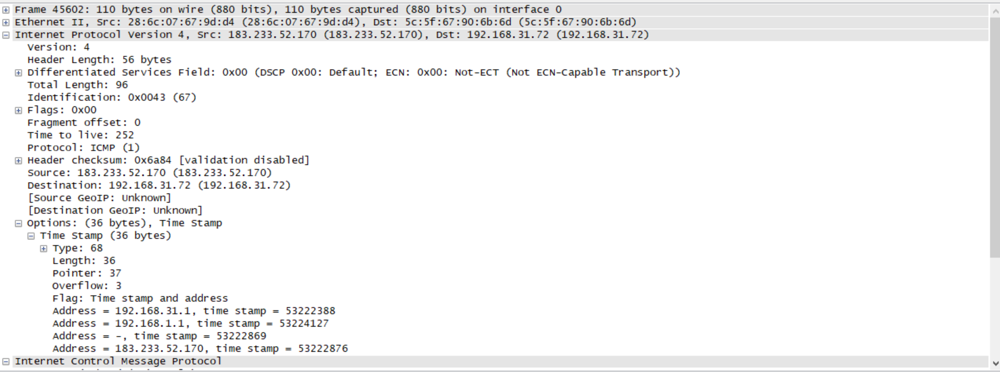 Frame 45602: 110 bytes on wire (880 bits), 110 bytes captured (880 bits) on interface 0
Ethernet II, Src: 28:6c:07:67:9d:d4 (28:6c:07:67:9d:d4), Dst: 5c:5f:67:90:6b:6d (5c:5f:67:90:6b:6d)
Internet Protocol Version 4, Src: 183.233.52.170 (183.233.52.170), Dst: 192.168.31.72 (192.168.31.72)
Version: 4
Header Length: 56 bytes
Differentiated Services Field: 0x00 (DSCP 0x00: Default; ECN: 0x00: Not-ECT (Not ECN-Capable Transport))
Total Length: 96
Identification: 0x0043 (67)
Flags: 0x00
Fragment offset: 0
Time to live: 252
Protocol: ICMP (1)
Header checksum: 0x6a84 [validation disabled]
Source: 183.233.52.170 (183.233.52.170)
Destination: 192.168.31.72 (192.168.31.72)
[Source GeoIP: Unknown]
[Destination GeoIP: Unknown]
Options: (36 bytes), Time Stamp
Time Stamp (36 bytes)
Type: 68
Length: 36
Pointer: 37
Overflow: 3
Flag: Time stamp and address
Address = 192.168.31.1, time stamp = 53222388
Address = 192.168.1.1, time stamp = 53224127
Address = -, time stamp = 53222869
Address = 183.233.52.170, time stamp = 53222876
Internet Control Message Protocol